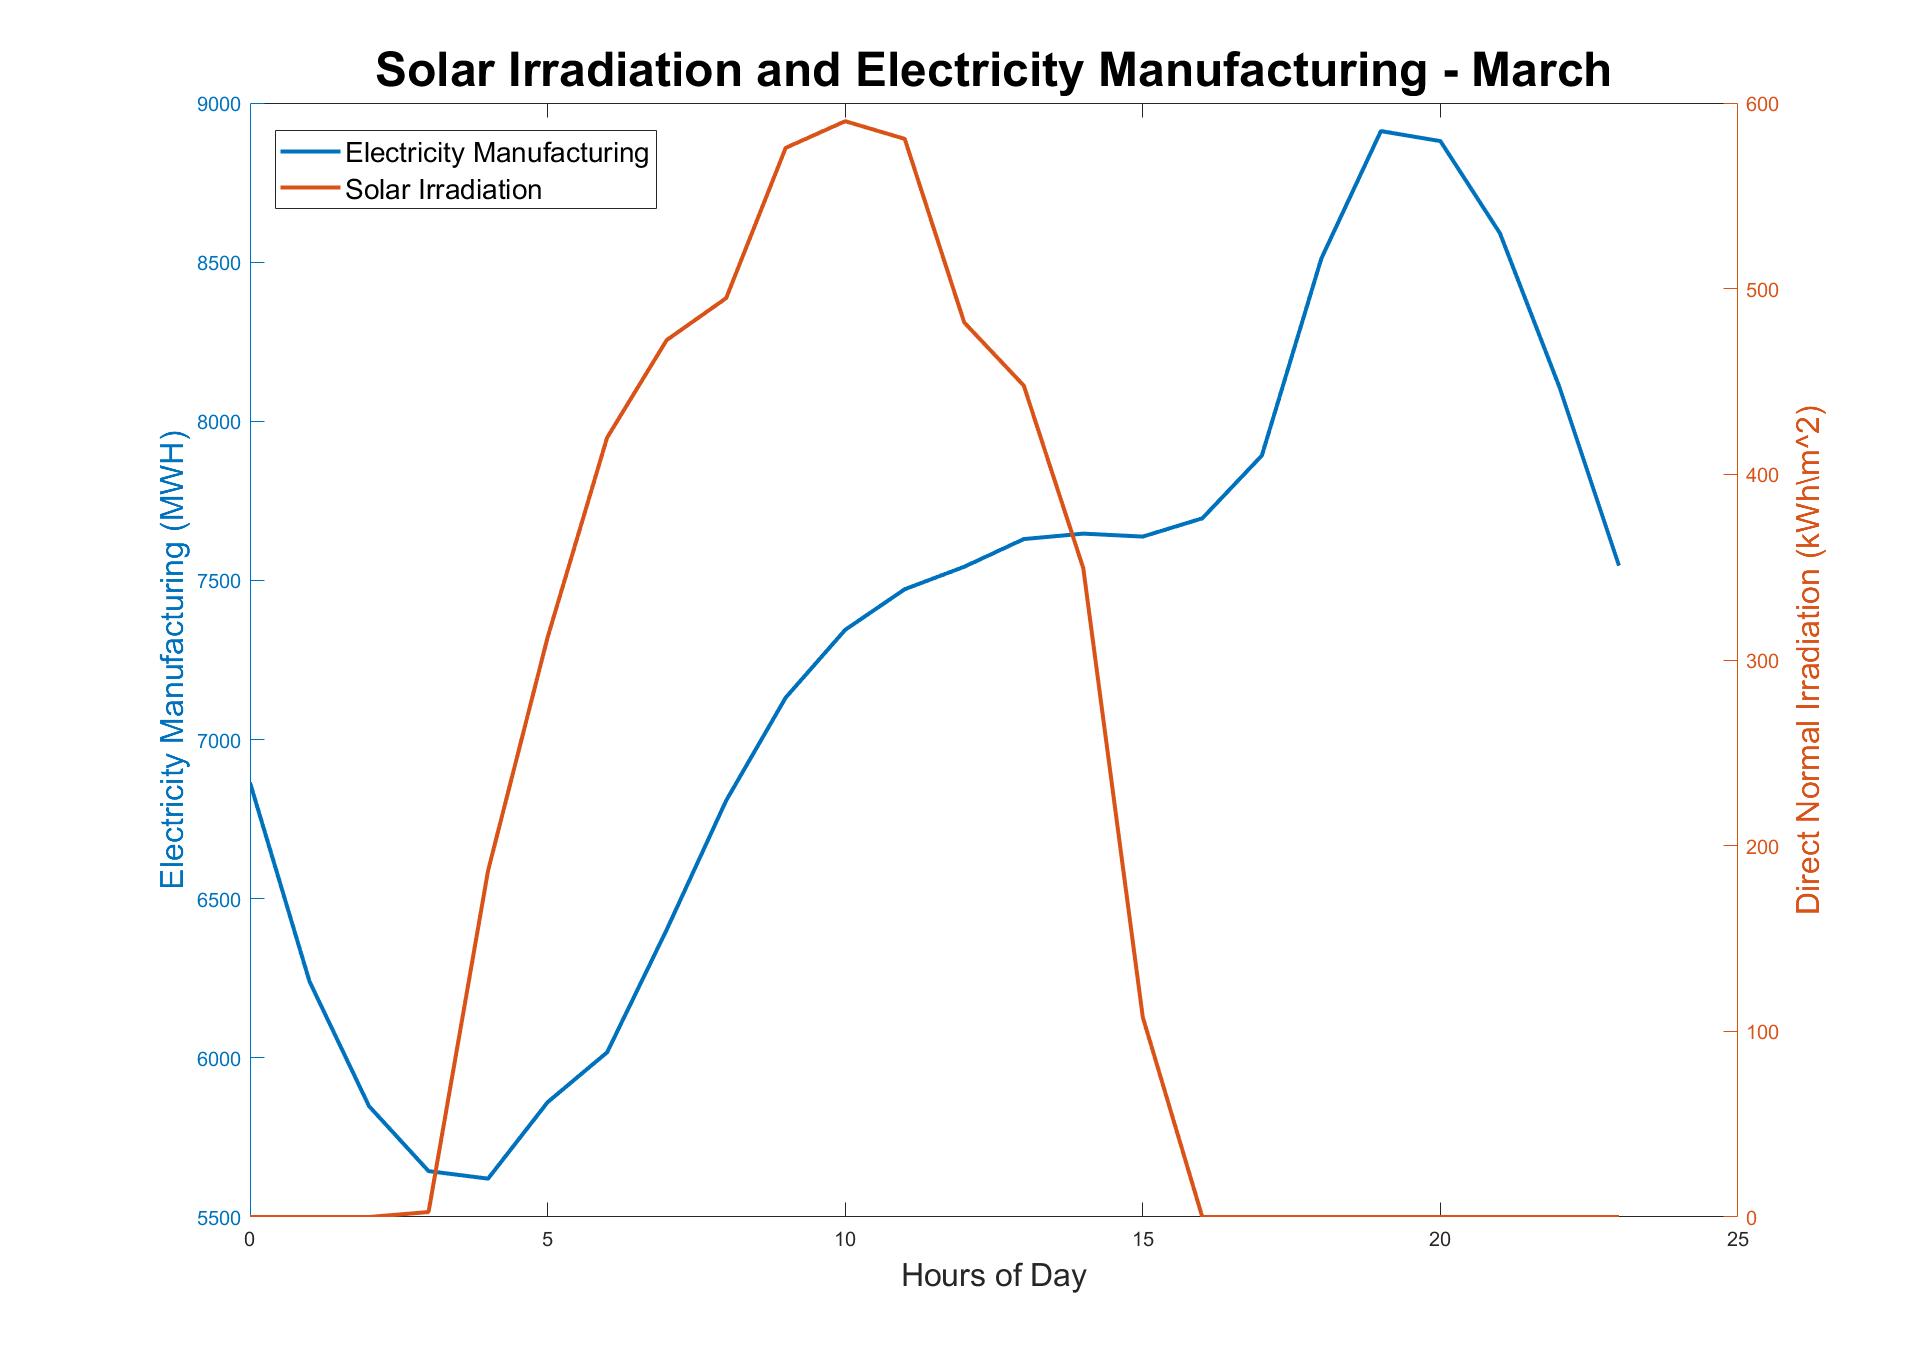 Solar Irradiation and Electricity Manufacturing - March
Electricity Manufacturing
Solar Irradiation
Electricity Manufacturing (MWH)
9000
8500
8000
7500
7000
6500
6000
5500
600
500
400
300
200
100
0
Direct Normal Irradiation (kWh\m^2)
0 5 10 15 20 25
Hours of Day